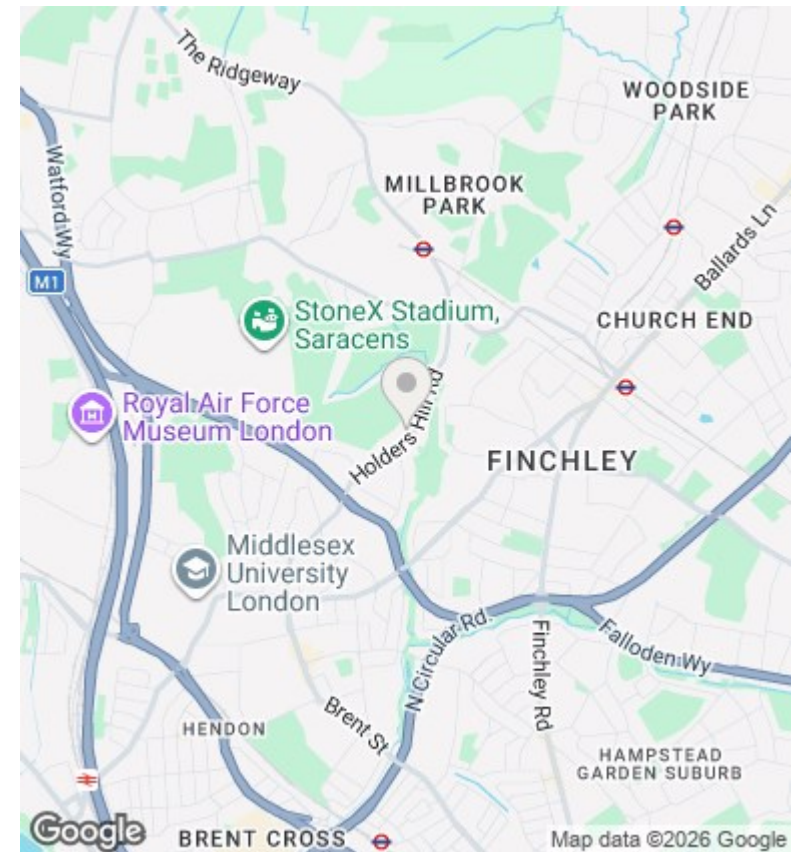 The Ridgeway
WOODSIDE
PARK
Watford Wy
MILLBROOK
PARK
Ballards Ln
M1
StoneX Stadium,
Saracens
CHURCH END
Royal Air Force
Museum London
Holders Hill Rd
FINCHLEY
Middlesex
University
London
N Circular Rd
Finchley Rd
Falloden Wy
Brent St
HENDON
HAMPSTEAD
GARDEN SUBURB
Google
BRENT CROSS
Map data ©2026 Google